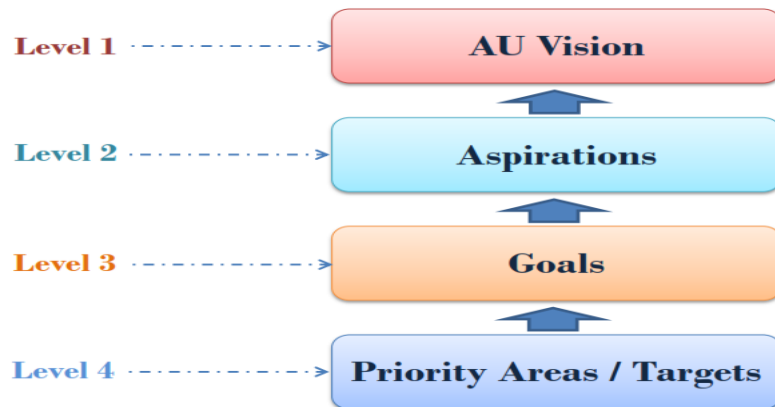 Level 1
AU Vision
Level 2
Aspirations
Level 3
Goals
Level 4
Priority Areas / Targets